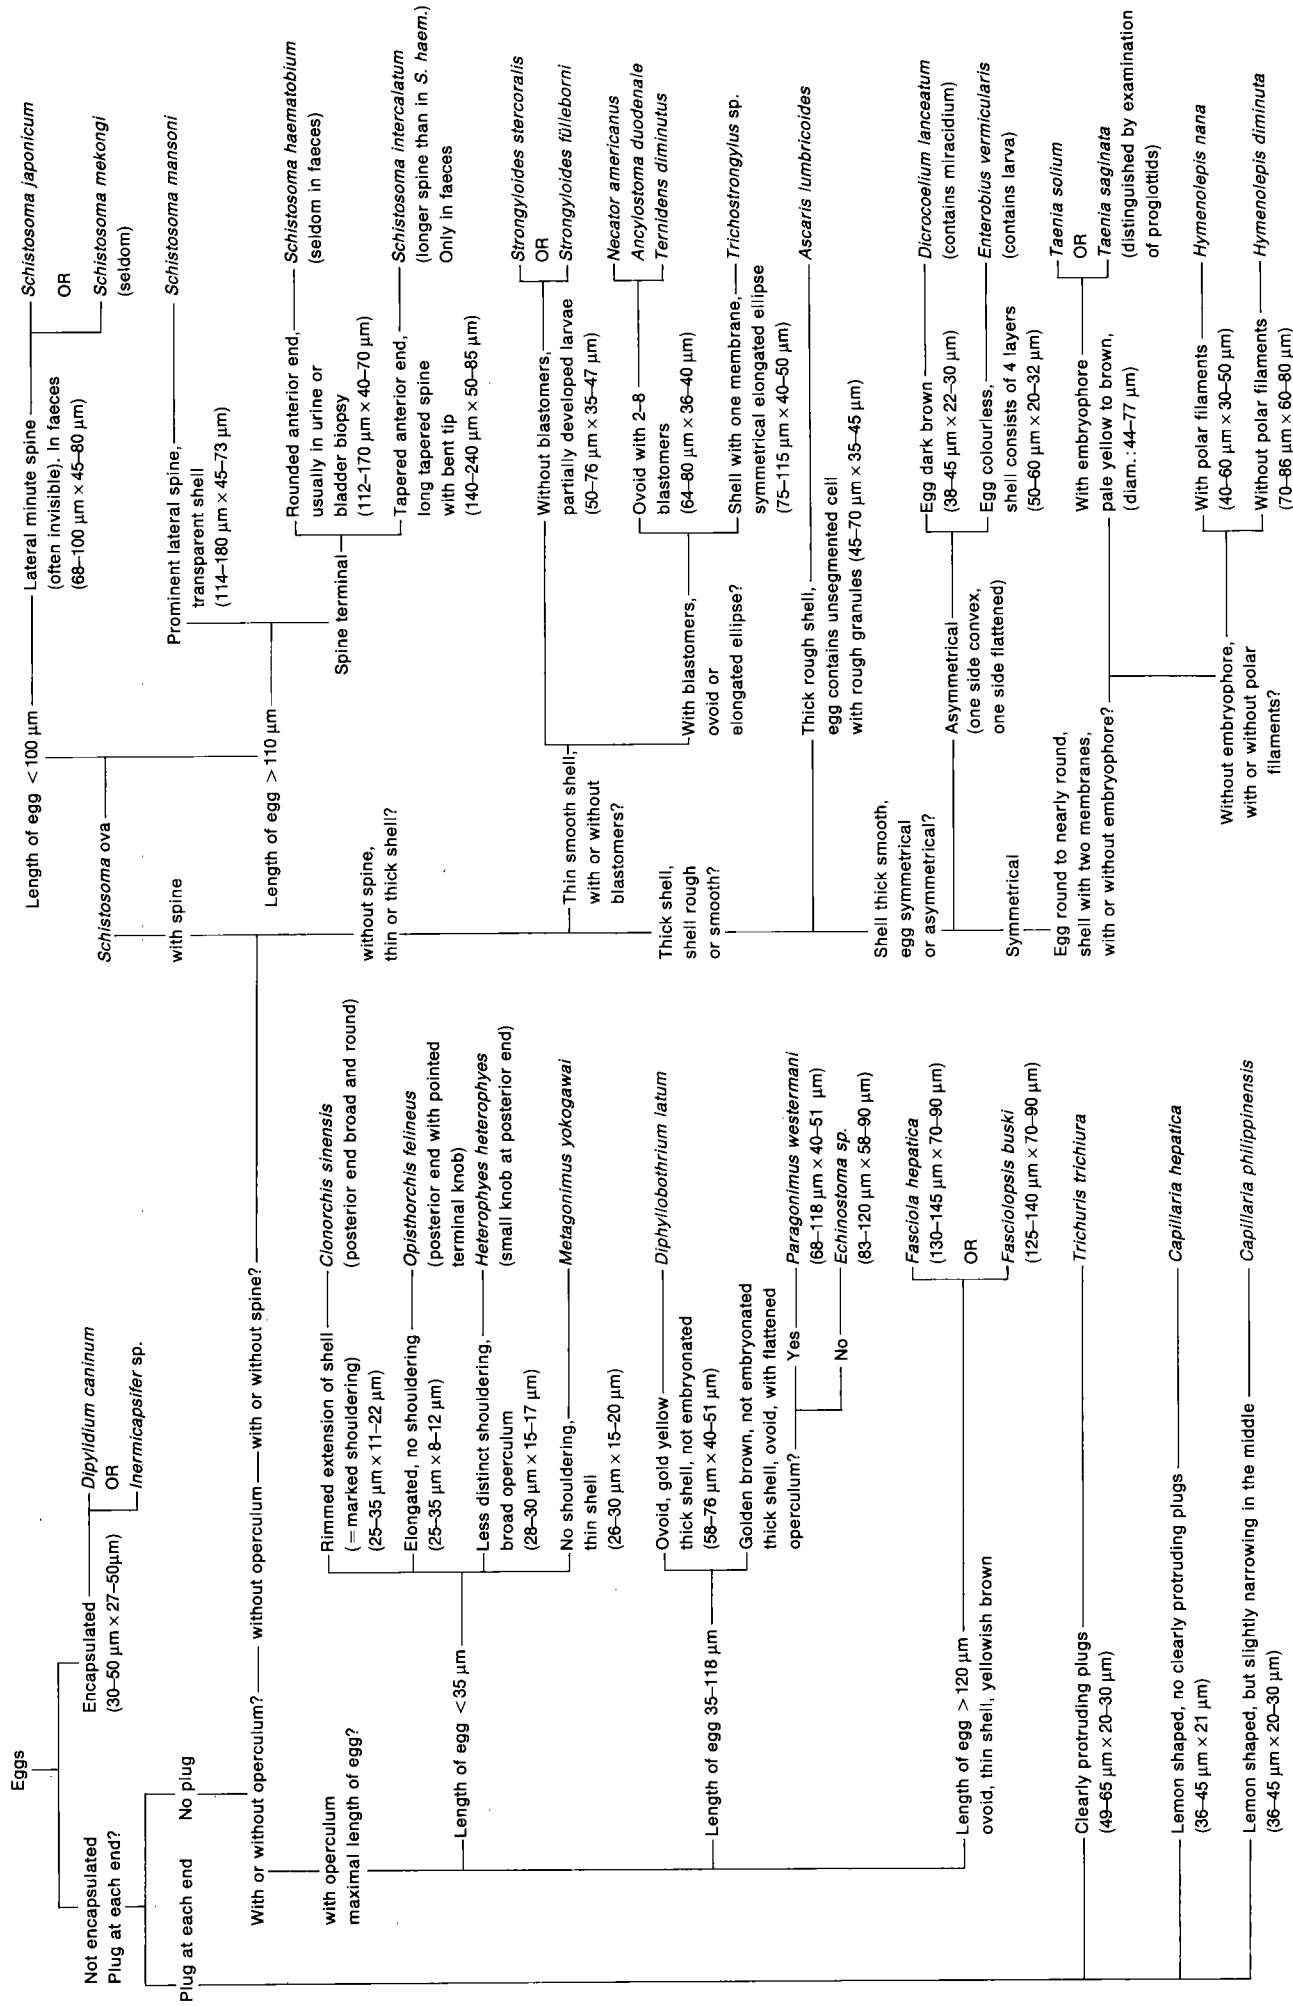 Eggs
Not encapsulated
Plug at each end?
Encapsulated
(30–50 µm × 27–50µm)
Dipylidium caninum
OR
Inermicapsifer sp.
Plug at each end
No plug
With or without operculum?
without operculum
with or without spine?
with operculum
maximal length of egg?
Length of egg <35 µm
Rimmed extension of shell
(=marked shouldering)
(25–35 µm × 11–22 µm)
Clonorchis sinensis
(posterior end broad and round)
Elongated, no shouldering
(25–35 µm × 8–12 µm)
Opisthorchis felineus
(posterior end with pointed
terminal knob)
Less distinct shouldering,
broad operculum
(28–30 µm × 15–17 µm)
Heterophyes heterophyes
(small knob at posterior end)
No shouldering,
thin shell
(26–30 µm × 15–20 µm)
Metagonimus yokogawai
Length of egg 35–118 µm
Ovoid, gold yellow
thick shell, not embryonated
(58–76 µm × 40–51 µm)
Diphyllobothrium latum
Golden brown, not embryonated
thick shell, ovoid, with flattened
operculum?
Yes
Paragonimus westermani
(68–118 µm × 40–51 µm)
No
Echinostoma sp.
(83–120 µm × 58–90 µm)
Length of egg >120 µm
ovoid, thin shell, yellowish brown
Fasciola hepatica
(130–145 µm × 70–90 µm)
OR
Fasciolopsis buski
(125–140 µm × 70–90 µm)
Clearly protruding plugs
(49–65 µm × 20–30 µm)
Trichuris trichiura
Lemon shaped, no clearly protruding plugs
(36–45 µm × 21 µm)
Capillaria hepatica
Lemon shaped, but slightly narrowing in the middle
(36–45 µm × 20–30 µm)
Capillaria philippinensis
Schistosoma ova
with spine
Length of egg <100 µm
Lateral minute spine
(often invisible). In faeces
(68–100 µm × 45–80 µm)
Schistosoma japonicum
OR
Schistosoma mekongi
(seldom)
Length of egg >110 µm
Prominent lateral spine,
transparent shell
(114–180 µm × 45–73 µm)
Schistosoma mansoni
Spine terminal
Rounded anterior end,
usually in urine or
bladder biopsy
(112–170 µm × 40–70 µm)
Schistosoma haematobium
(seldom in faeces)
Tapered anterior end,
long tapered spine
with bent tip
(140–240 µm × 50–85 µm)
Schistosoma intercalatum
(longer spine than in S. haem.)
Only in faeces
without spine,
thin or thick shell?
Thin smooth shell,
with or without
blastomers?
Without blastomers,
partially developed larvae
(50–76 µm × 35–47 µm)
Strongyloides stercoralis
OR
Strongyloides fülleborni
With blastomers,
ovoid or
elongated ellipse?
Ovoid with 2–8
blastomers
(64–80 µm × 36–40 µm)
Necator americanus
Ancylostoma duodenale
Ternidens diminutus
Shell with one membrane,
symmetrical elongated ellipse
(75–115 µm × 40–50 µm)
Trichostrongylus sp.
Thick shell,
shell rough
or smooth?
Thick rough shell,
egg contains unsegmented cell
with rough granules (45–70 µm × 35–45 µm)
Ascaris lumbricoides
Shell thick smooth,
egg symmetrical
or asymmetrical?
Asymmetrical
(one side convex,
one side flattened)
Egg dark brown
(38–45 µm × 22–30 µm)
Dicrocoelium lanceatum
(contains miracidium)
Egg colourless,
shell consists of 4 layers
(50–60 µm × 20–32 µm)
Enterobius vermicularis
(contains larva)
Symmetrical
Egg round to nearly round,
shell with two membranes,
with or without embryophore?
With embryophore
pale yellow to brown,
(diam.: 44–77 µm)
Taenia solium
OR
Taenia saginata
(distinguished by examination
of proglottids)
Without embryophore,
with or without polar
filaments?
With polar filaments
(40–60 µm × 30–50 µm)
Hymenolepis nana
Without polar filaments
(70–86 µm × 60–80 µm)
Hymenolepis diminuta